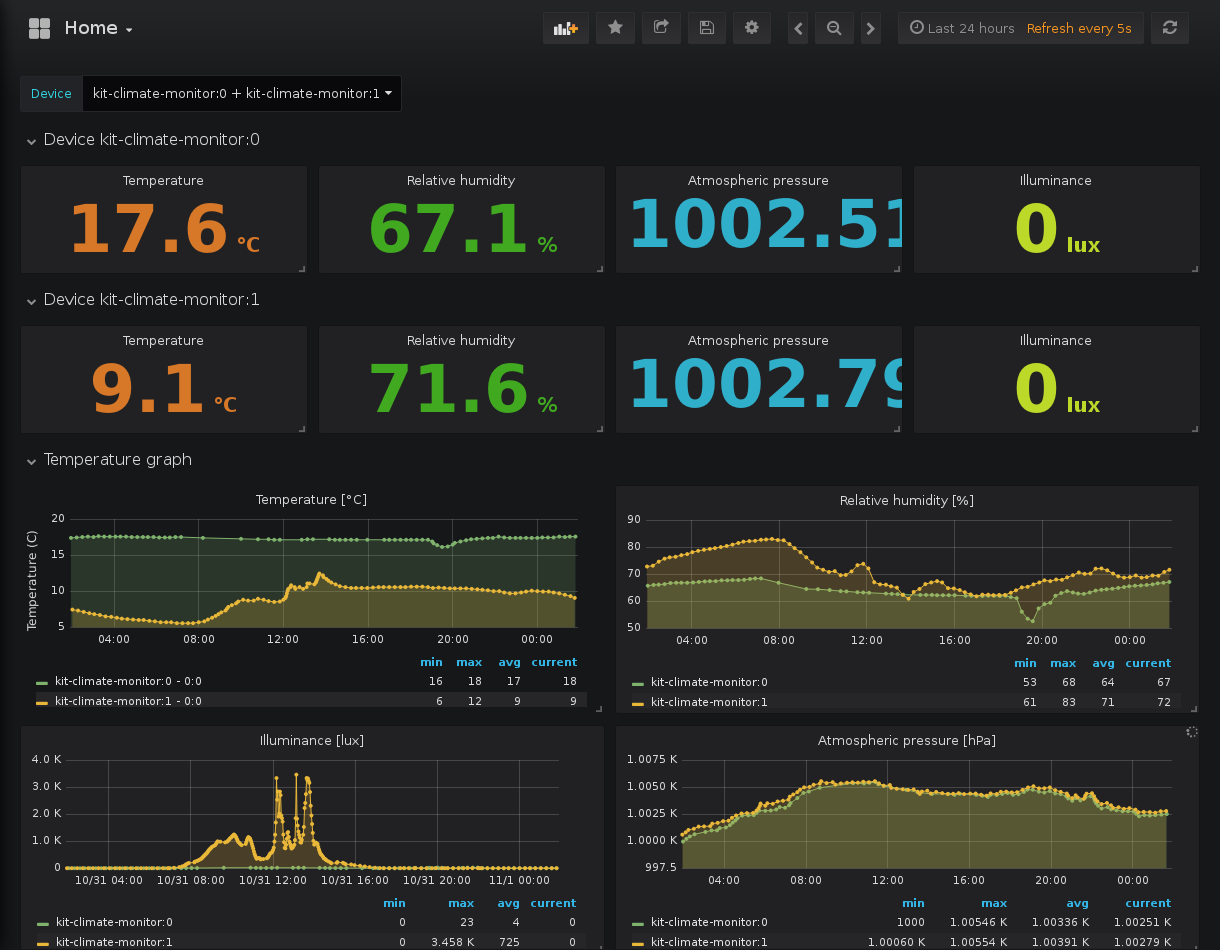 Home
Last 24 hours Refresh every 5s
Device kit-climate-monitor:0 + kit-climate-monitor:1
Device kit-climate-monitor:0
Temperature Relative humidity Atmospheric pressure Illuminance
17.6 °C 67.1 % 1002.51 0 lux
Device kit-climate-monitor:1
Temperature Relative humidity Atmospheric pressure Illuminance
9.1 °C 71.6 % 1002.79 0 lux
Temperature graph
Temperature [°C]
Temperature (C)
20
15
10
5
04:00 08:00 12:00 16:00 20:00 00:00
min max avg current
kit-climate-monitor:0 - 0:0 16 18 17 18
kit-climate-monitor:1 - 0:0 6 12 9 9
Relative humidity [%]
90
80
70
60
50
04:00 08:00 12:00 16:00 20:00 00:00
min max avg current
kit-climate-monitor:0 53 68 64 67
kit-climate-monitor:1 61 83 71 72
Illuminance [lux]
4.0 K
3.0 K
2.0 K
1.0 K
0
10/31 04:00 10/31 08:00 10/31 12:00 10/31 16:00 10/31 20:00 11/1 00:00
min max avg current
kit-climate-monitor:0 0 23 4 0
kit-climate-monitor:1 0 3.458 K 725 0
Atmospheric pressure [hPa]
1.0075 K
1.0050 K
1.0025 K
1.0000 K
997.5
04:00 08:00 12:00 16:00 20:00 00:00
min max avg current
kit-climate-monitor:0 1000 1.00546 K 1.00336 K 1.00251 K
kit-climate-monitor:1 1.00060 K 1.00554 K 1.00391 K 1.00279 K